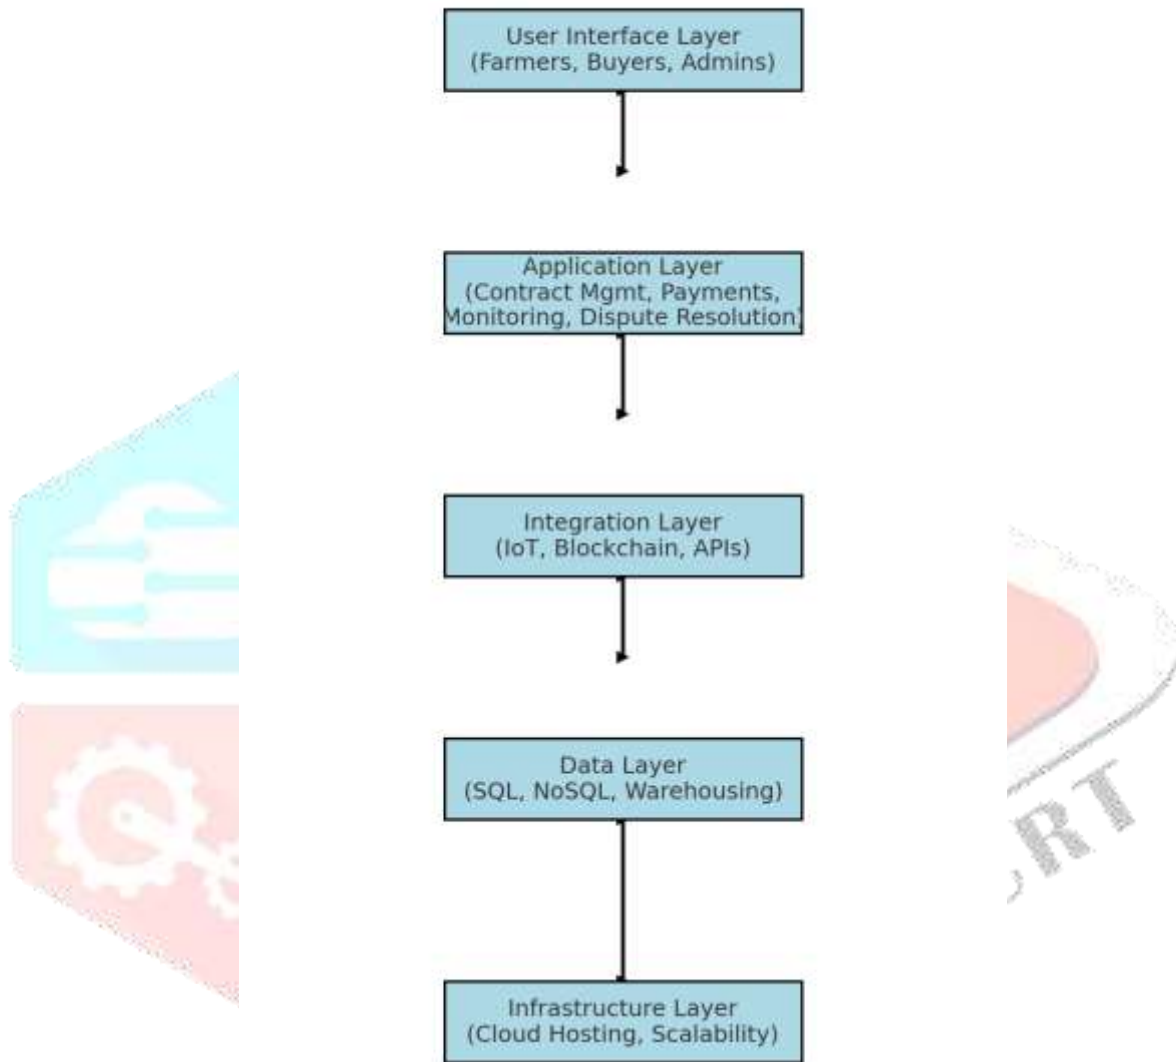 User Interface Layer
(Farmers, Buyers, Admins)
Application Layer
(Contract Mgmt, Payments,
Monitoring, Dispute Resolution)
Integration Layer
(IoT, Blockchain, APIs)
Data Layer
(SQL, NoSQL, Warehousing)
Infrastructure Layer
(Cloud Hosting, Scalability)